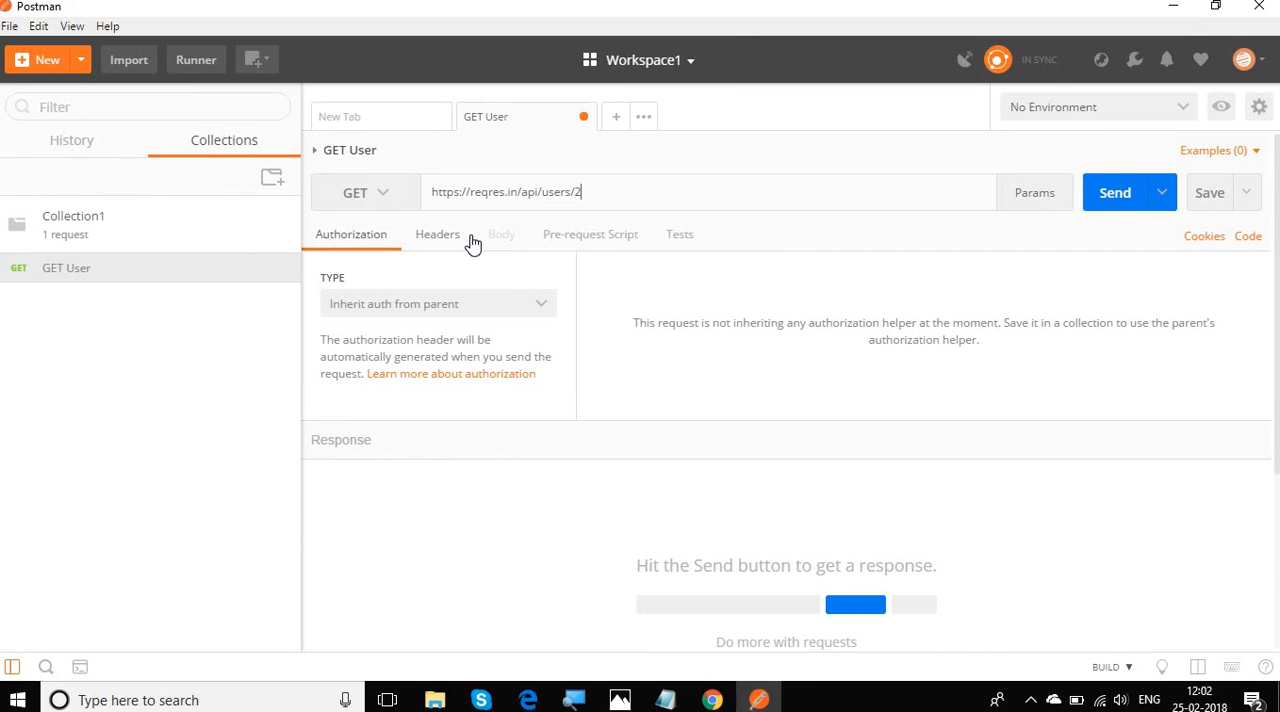 Postman
File Edit View Help
New Import Runner Workspace1 IN SYNC
Filter
History Collections
Collection1
1 request
GET GET User
New Tab GET User + ••• No Environment
GET User Examples (0)
GET https://reqres.in/api/users/2 Params Send Save
Authorization Headers Body Pre-request Script Tests Cookies Code
TYPE
Inherit auth from parent
The authorization header will be
automatically generated when you send the
request. Learn more about authorization
This request is not inheriting any authorization helper at the moment. Save it in a collection to use the parent's
authorization helper.
Response
Hit the Send button to get a response.
Do more with requests
BUILD
Type here to search
ENG
12:02
25-02-2018
2